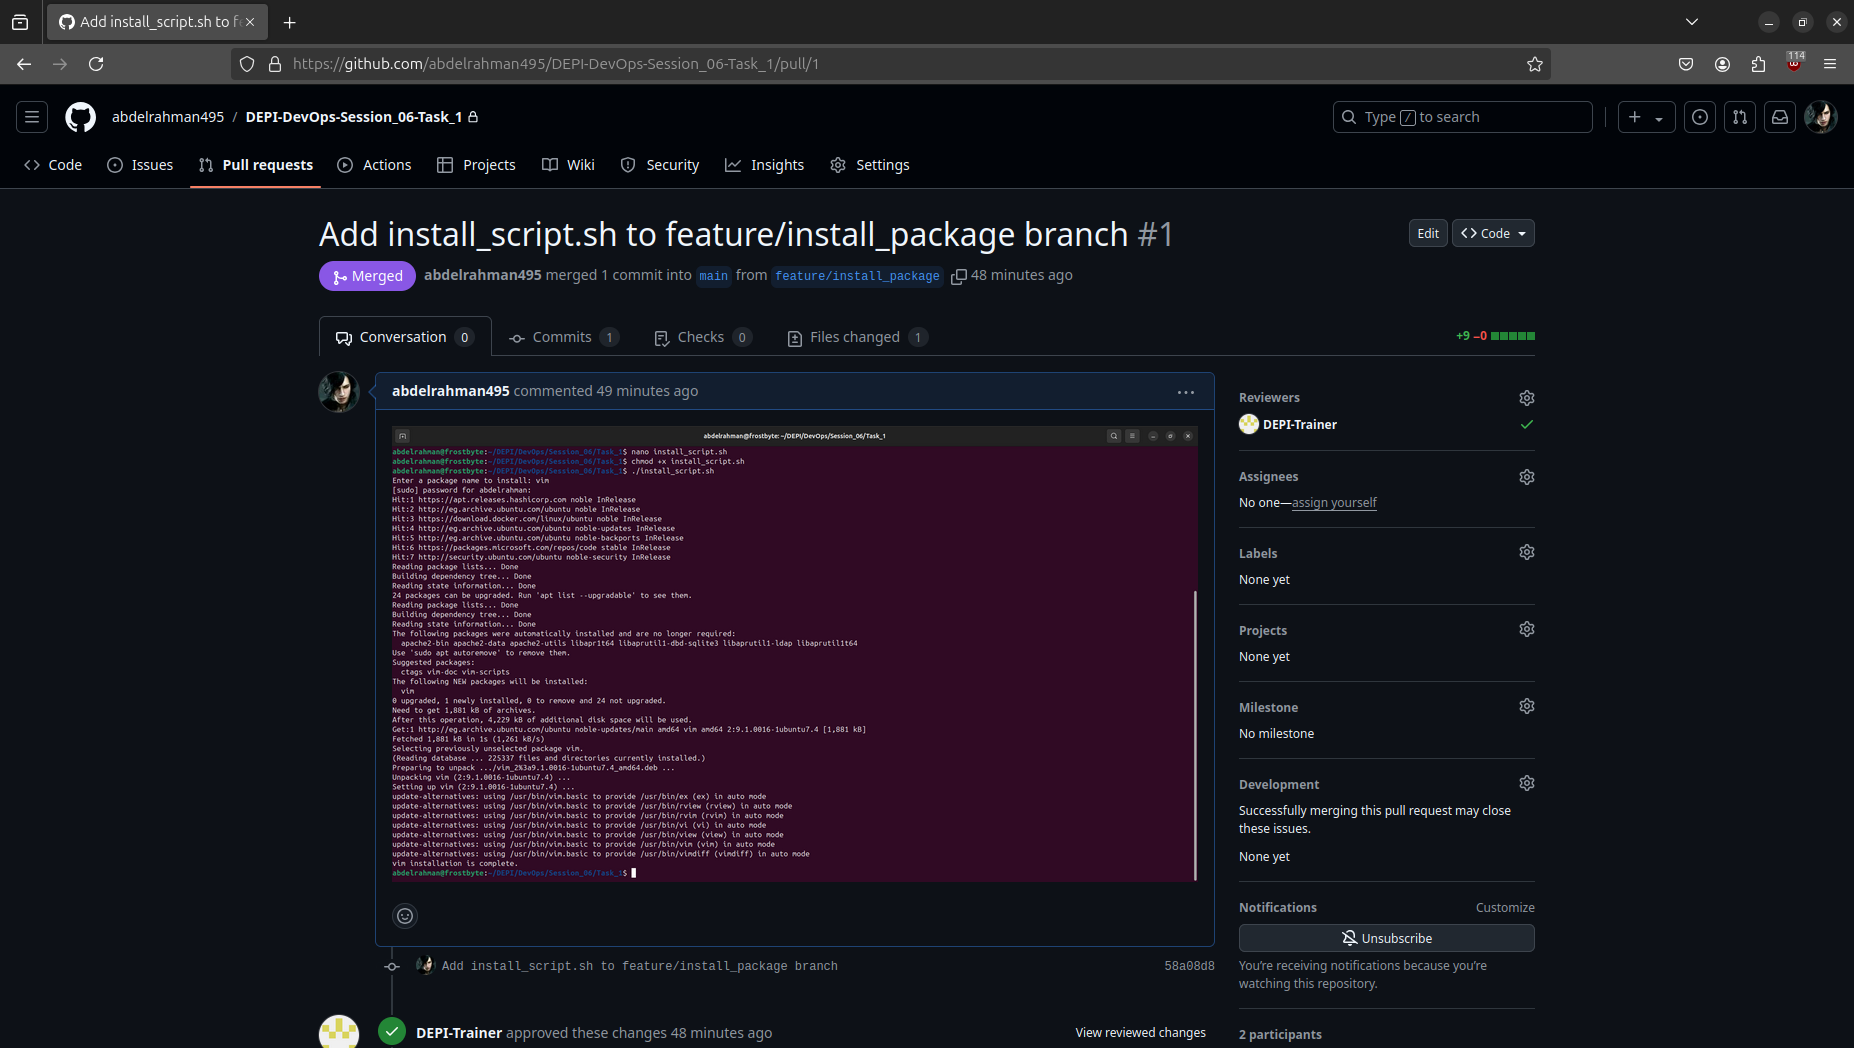 Add install_script.sh to f
https://github.com/abdelrahman495/DEPI-DevOps-Session_06-Task_1/pull/1
114
abdelrahman495 / DEPI-DevOps-Session_06-Task_1
Type / to search
Code
Issues
Pull requests
Actions
Projects
Wiki
Security
Insights
Settings
Add install_script.sh to feature/install_package branch #1
Edit
Code
Merged
abdelrahman495 merged 1 commit into main from feature/install_package 48 minutes ago
Conversation 0
Commits 1
Checks 0
Files changed 1
+9 −0
abdelrahman495 commented 49 minutes ago
abdelrahman@frostbyte: ~/DEPI/DevOps/Session_06/Task_1
abdelrahman@frostbyte:~/DEPI/DevOps/Session_06/Task_1$ nano install_script.sh
abdelrahman@frostbyte:~/DEPI/DevOps/Session_06/Task_1$ chmod +x install_script.sh
abdelrahman@frostbyte:~/DEPI/DevOps/Session_06/Task_1$ ./install_script.sh
Enter a package name to install: vim
[sudo] password for abdelrahman:
Hit:1 https://apt.releases.hashicorp.com noble InRelease
Hit:2 http://eg.archive.ubuntu.com/ubuntu noble InRelease
Hit:3 https://download.docker.com/linux/ubuntu noble InRelease
Hit:4 http://eg.archive.ubuntu.com/ubuntu noble-updates InRelease
Hit:5 http://eg.archive.ubuntu.com/ubuntu noble-backports InRelease
Hit:6 https://packages.microsoft.com/repos/code stable InRelease
Hit:7 http://security.ubuntu.com/ubuntu noble-security InRelease
Reading package lists... Done
Building dependency tree... Done
Reading state information... Done
24 packages can be upgraded. Run 'apt list --upgradable' to see them.
Reading package lists... Done
Building dependency tree... Done
Reading state information... Done
The following packages were automatically installed and are no longer required:
apache2-bin apache2-data apache2-utils libapr1t64 libaprutil1-dbd-sqlite3 libaprutil1-ldap libaprutil1t64
Use 'sudo apt autoremove' to remove them.
Suggested packages:
ctags vim-doc vim-scripts
The following NEW packages will be installed:
vim
0 upgraded, 1 newly installed, 0 to remove and 24 not upgraded.
Need to get 1,881 kB of archives.
After this operation, 4,229 kB of additional disk space will be used.
Get:1 http://eg.archive.ubuntu.com/ubuntu noble-updates/main amd64 vim amd64 2:9.1.0016-1ubuntu7.4 [1,881 kB]
Fetched 1,881 kB in 1s (1,261 kB/s)
Selecting previously unselected package vim.
(Reading database ... 225337 files and directories currently installed.)
Preparing to unpack .../vim_2%3a9.1.0016-1ubuntu7.4_amd64.deb ...
Unpacking vim (2:9.1.0016-1ubuntu7.4) ...
Setting up vim (2:9.1.0016-1ubuntu7.4) ...
update-alternatives: using /usr/bin/vim.basic to provide /usr/bin/ex (ex) in auto mode
update-alternatives: using /usr/bin/vim.basic to provide /usr/bin/rview (rview) in auto mode
update-alternatives: using /usr/bin/vim.basic to provide /usr/bin/rvim (rvim) in auto mode
update-alternatives: using /usr/bin/vim.basic to provide /usr/bin/vi (vi) in auto mode
update-alternatives: using /usr/bin/vim.basic to provide /usr/bin/view (view) in auto mode
update-alternatives: using /usr/bin/vim.basic to provide /usr/bin/vim (vim) in auto mode
update-alternatives: using /usr/bin/vim.basic to provide /usr/bin/vimdiff (vimdiff) in auto mode
vim installation is complete.
abdelrahman@frostbyte:~/DEPI/DevOps/Session_06/Task_1$
Add install_script.sh to feature/install_package branch
58a08d8
DEPI-Trainer approved these changes 48 minutes ago
View reviewed changes
Reviewers
DEPI-Trainer
Assignees
No one—assign yourself
Labels
None yet
Projects
None yet
Milestone
No milestone
Development
Successfully merging this pull request may close
these issues.
None yet
Notifications
Customize
Unsubscribe
You're receiving notifications because you're
watching this repository.
2 participants